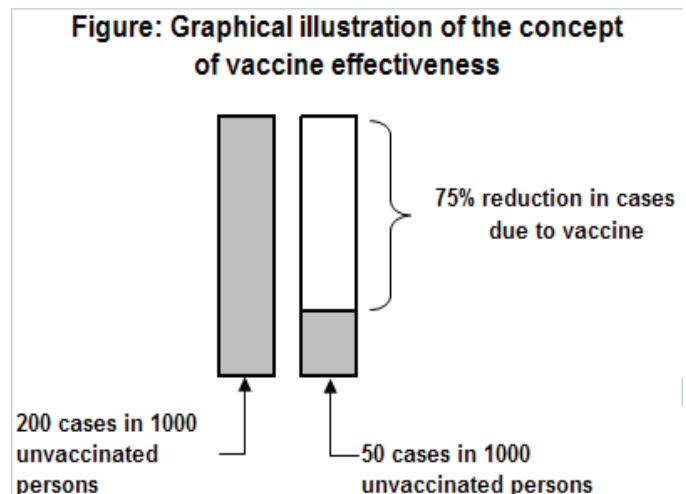 Figure: Graphical illustration of the concept
of vaccine effectiveness
75% reduction in cases
due to vaccine
200 cases in 1000
unvaccinated
persons
50 cases in 1000
unvaccinated persons